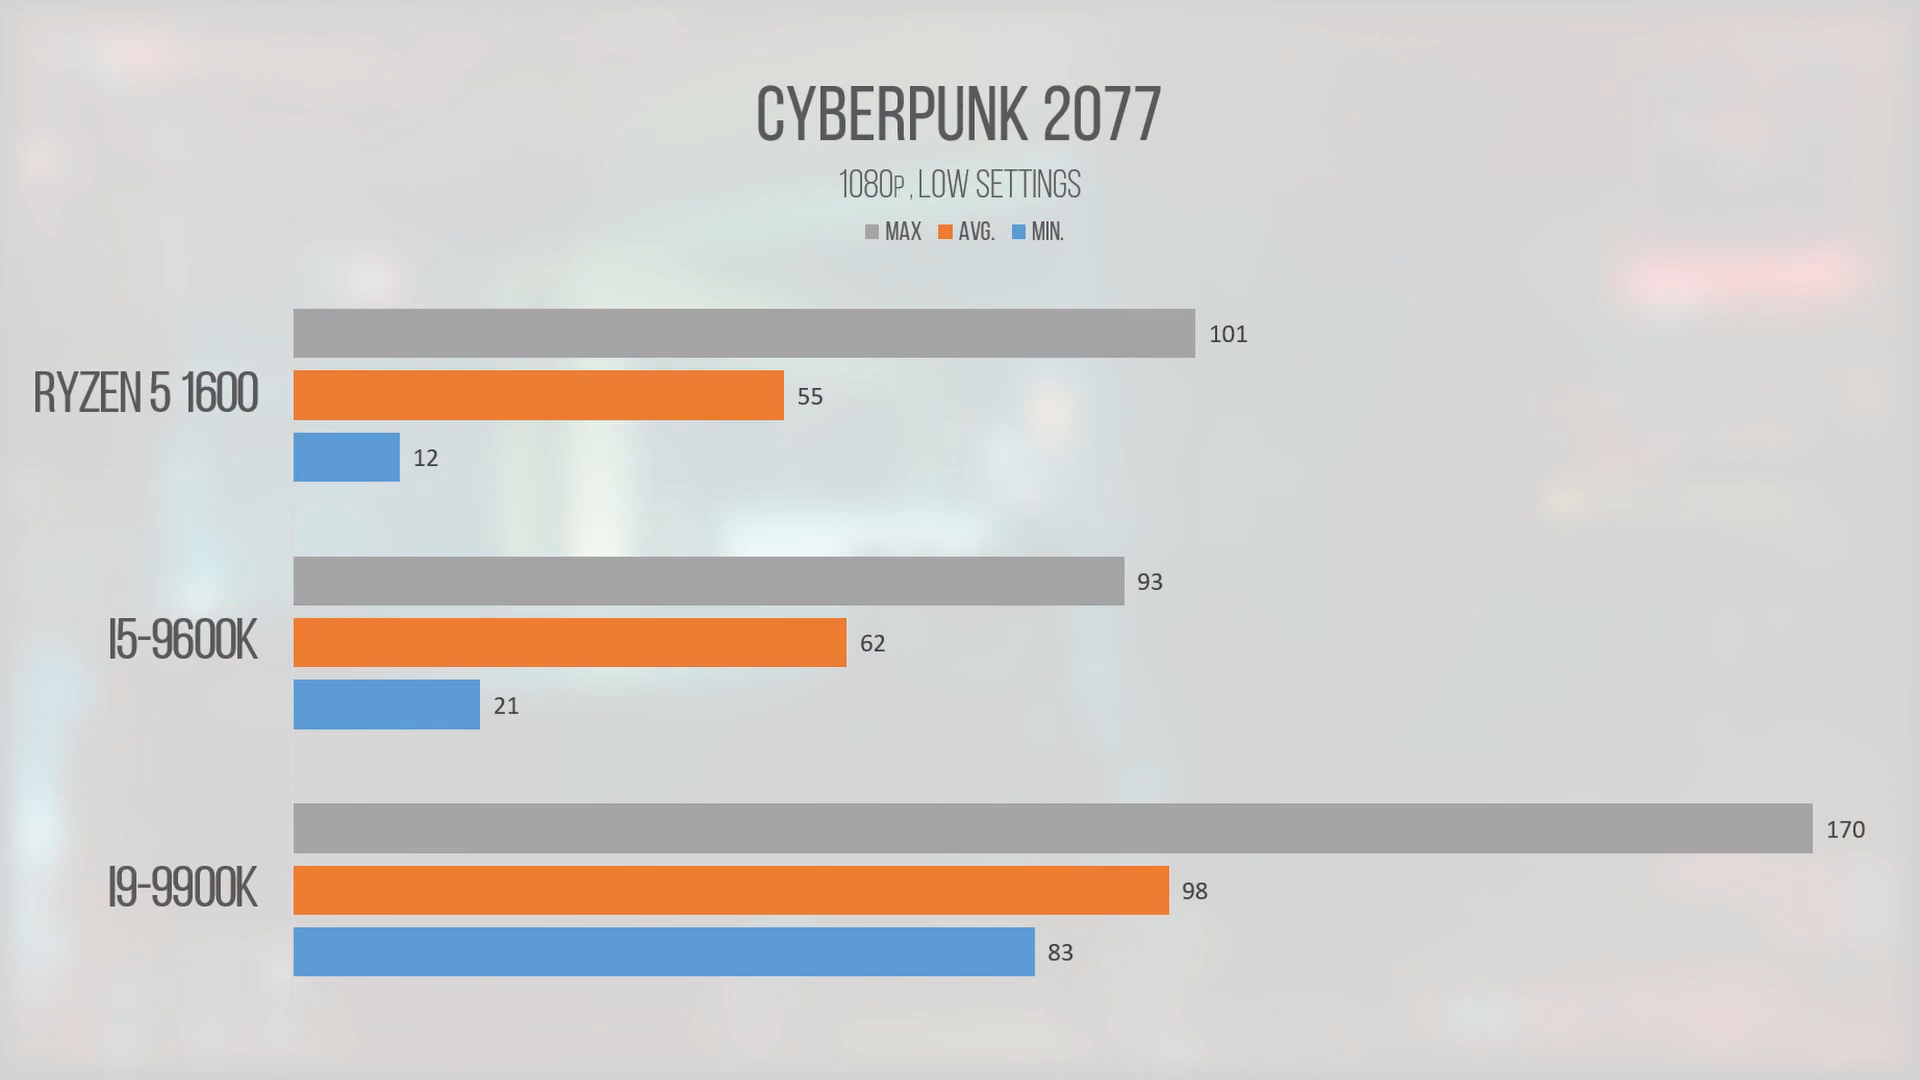 CYBERPUNK 2077
1080P, LOW SETTINGS
MAX AVG. MIN.
101
RYZEN 5 1600 55
12
93
I5-9600K 62
21
170
I9-9900K 98
83